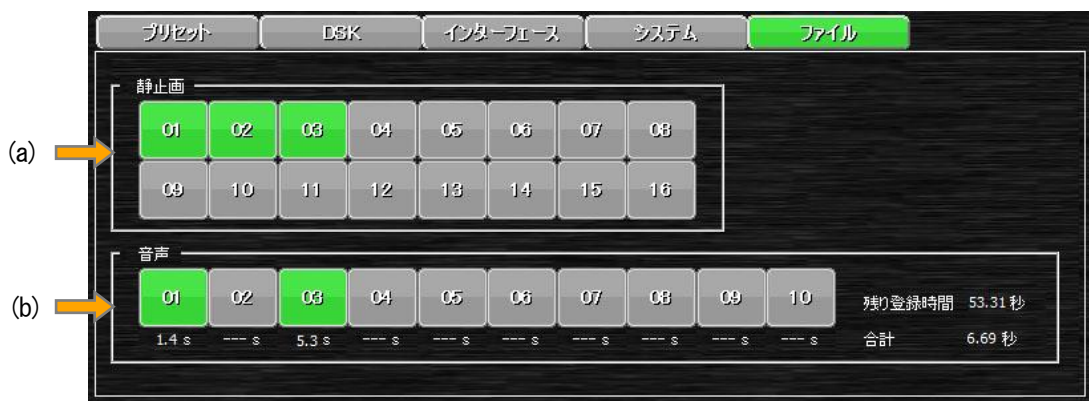 プリセット DSK インターフェース システム ファイル
静止画
(a)
01 02 03 04 05 06 07 08
09 10 11 12 13 14 15 16
音声
(b)
01 02 03 04 05 06 07 08 09 10 残り登録時間 53.31 秒
1.4 s --- s 5.3 s --- s --- s --- s --- s --- s --- s --- s 合計 6.69 秒